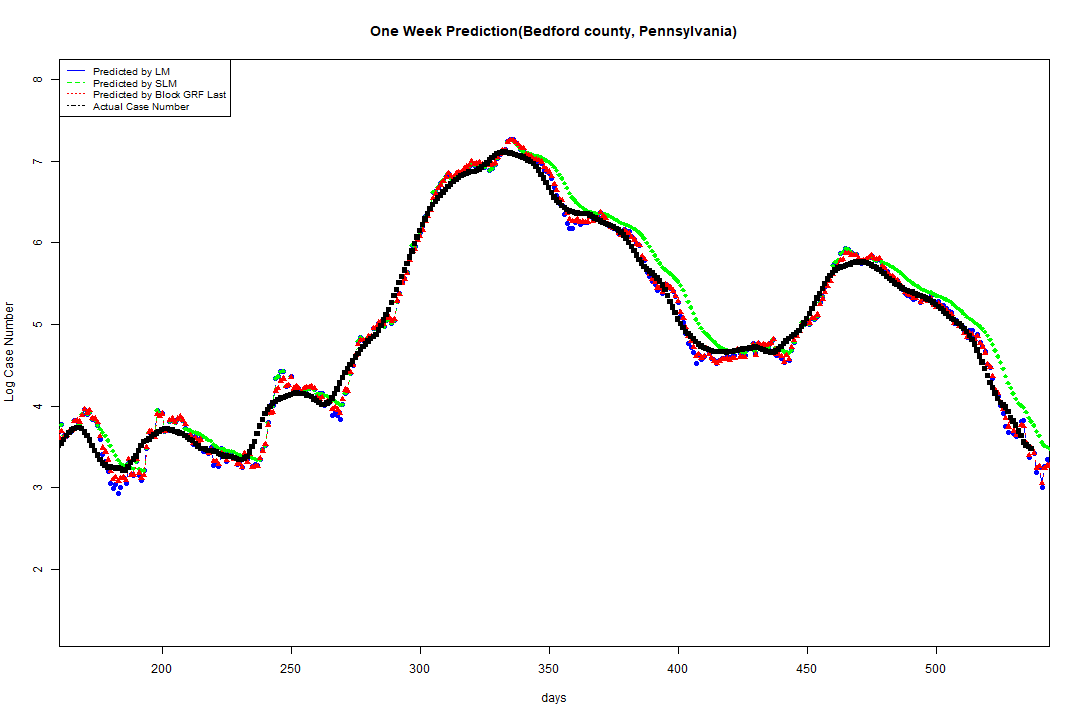 One Week Prediction(Bedford county, Pennsylvania)
Predicted by LM
Predicted by SLM
Predicted by Block GRF Last
Actual Case Number
8
7
6
5
4
3
2
Log Case Number
200 250 300 350 400 450 500
days